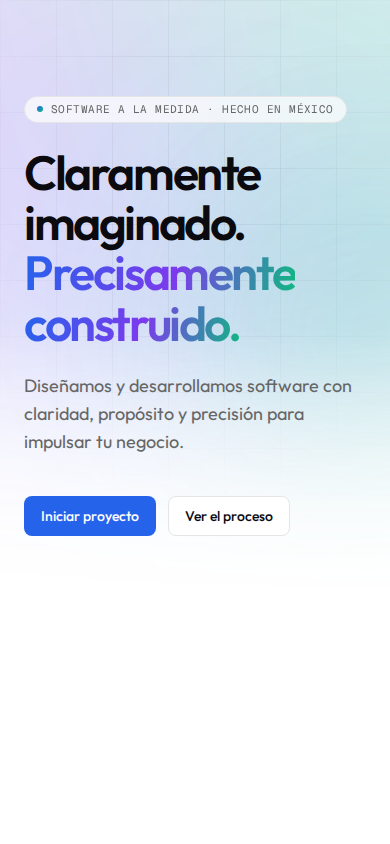 SOFTWARE A LA MEDIDA · HECHO EN MÉXICO
Claramente
imaginado.
Precisamente
construido.
Diseñamos y desarrollamos software con
claridad, propósito y precisión para
impulsar tu negocio.
Iniciar proyecto
Ver el proceso